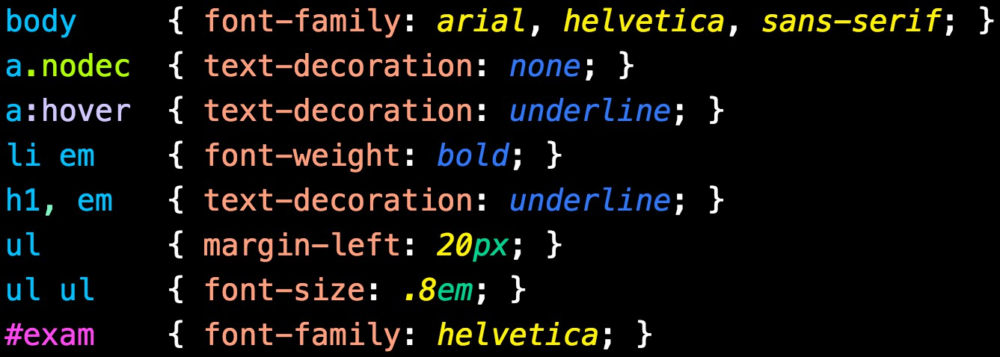 body     { font-family: arial, helvetica, sans-serif; }
a.nodec  { text-decoration: none; }
a:hover  { text-decoration: underline; }
li em    { font-weight: bold; }
h1, em   { text-decoration: underline; }
ul       { margin-left: 20px; }
ul ul    { font-size: .8em; }
#exam    { font-family: helvetica; }